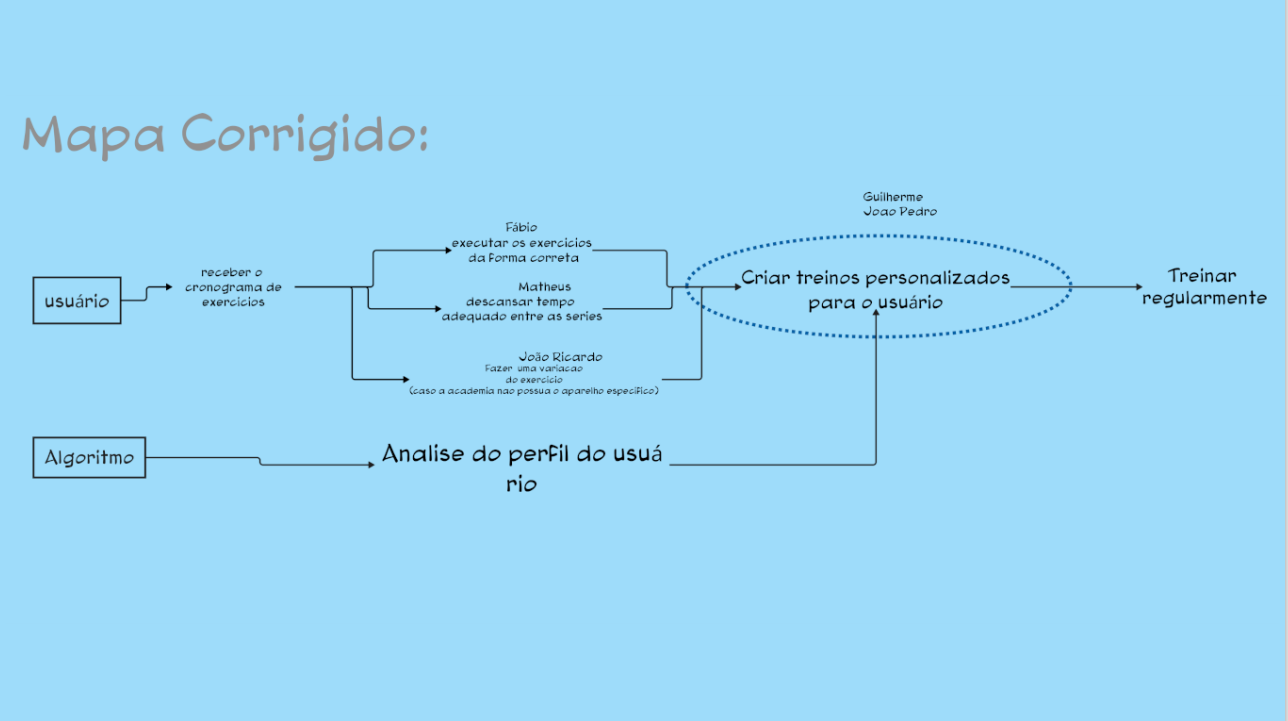 Mapa Corrigido:
Guilherme
Joao Pedro
Fábio
executar os exercicios
da forma correta
usuário
receber o
cronograma de
exercicios
Matheus
descansar tempo
adequado entre as series
João Ricardo
Fazer uma variacao
do exercicio
(caso a academia nao possua o aparelho especifico)
Criar treinos personalizados
para o usuário
Treinar
regularmente
Algoritmo
Analise do perfil do usuá
rio